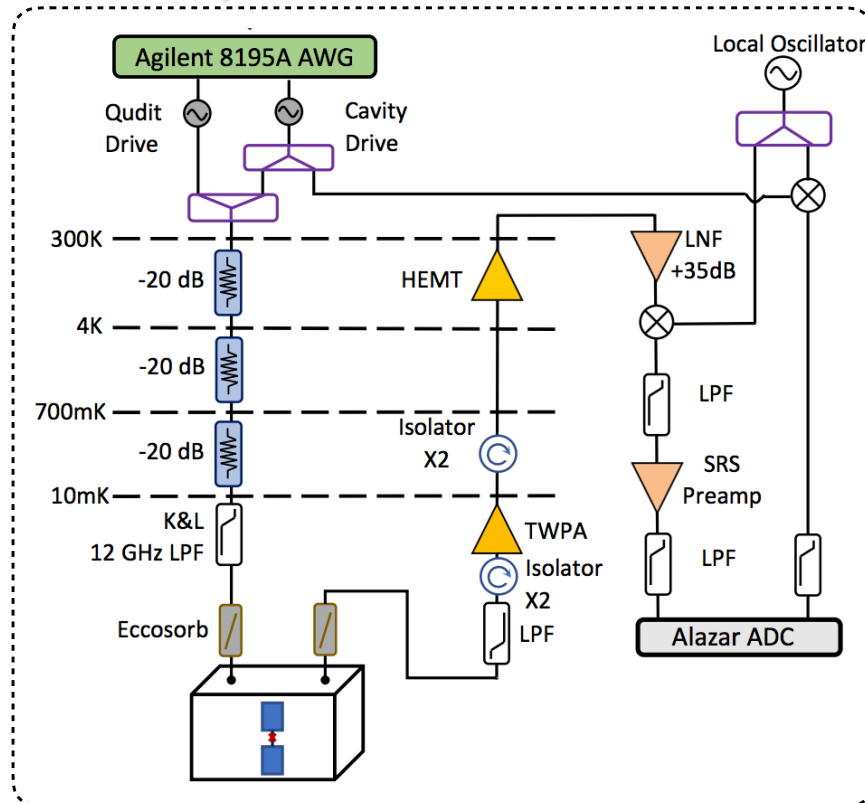 Agilent 8195A AWG
Local Oscillator
Qudit
Drive
Cavity
Drive
300K
-20 dB
HEMT
LNF
+35dB
4K
-20 dB
LPF
700mK
-20 dB
Isolator
X2
SRS
Preamp
10mK
K&L
12 GHz LPF
TWPA
Isolator
X2
LPF
LPF
Eccosorb
Alazar ADC